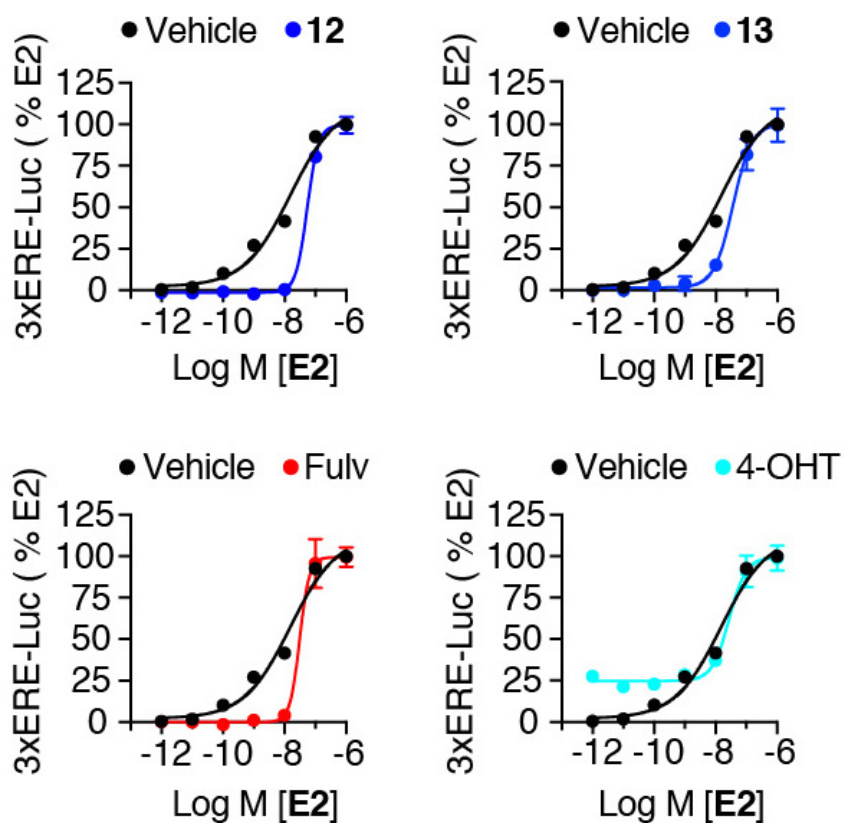 Vehicle 12
3xERE-Luc ( % E2)
125
100
75
50
25
0
-12 -10 -8 -6
Log M [E2]
Vehicle 13
3xERE-Luc ( % E2)
125
100
75
50
25
0
-12 -10 -8 -6
Log M [E2]
Vehicle Fulv
3xERE-Luc ( % E2)
125
100
75
50
25
0
-12 -10 -8 -6
Log M [E2]
Vehicle 4-OHT
3xERE-Luc ( % E2)
125
100
75
50
25
0
-12 -10 -8 -6
Log M [E2]